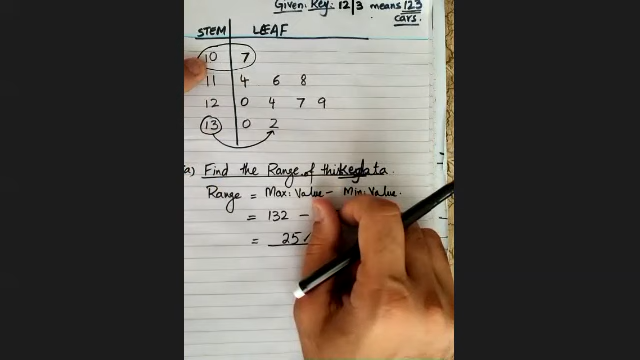 Given: Key: 12|3 means 123
cars.
STEM LEAF
10 7
11 4 6 8
12 0 4 7 9
13 0 2
a) Find the Range of this data.
Range = Max: Value - Min: Value.
= 132 -
= 25